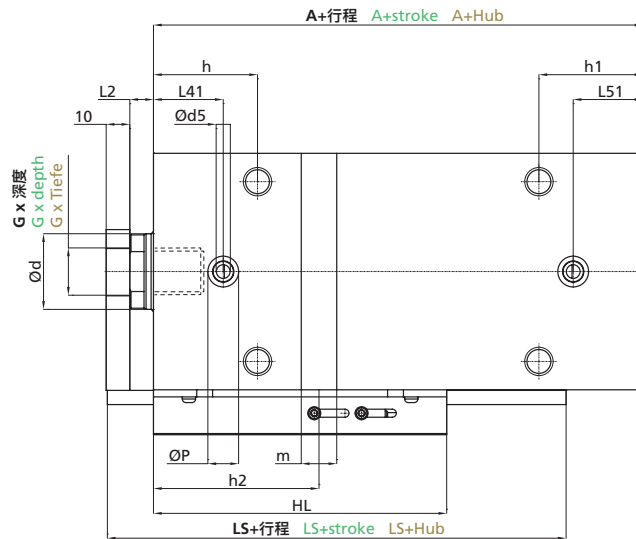 A+行程 A+stroke A+Hub
h h1
L2 L41 L51
10 Ød5
G x 深度
G x depth
G x Tiefe
Ød
ØP m
h2
HL
LS+行程 LS+stroke LS+Hub